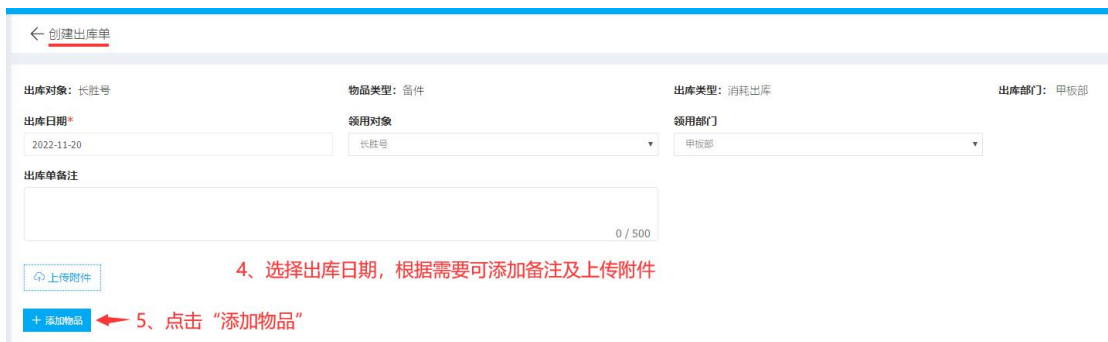 创建出库单
出库对象：长胜号 物品类型：备件 出库类型：消耗出库 出库部门：甲板部
出库日期* 领用对象 领用部门
2022-11-20 长胜号 甲板部
出库单备注
0 / 500
上传附件 4、选择出库日期，根据需要可添加备注及上传附件
+ 添加物品 5、点击“添加物品”